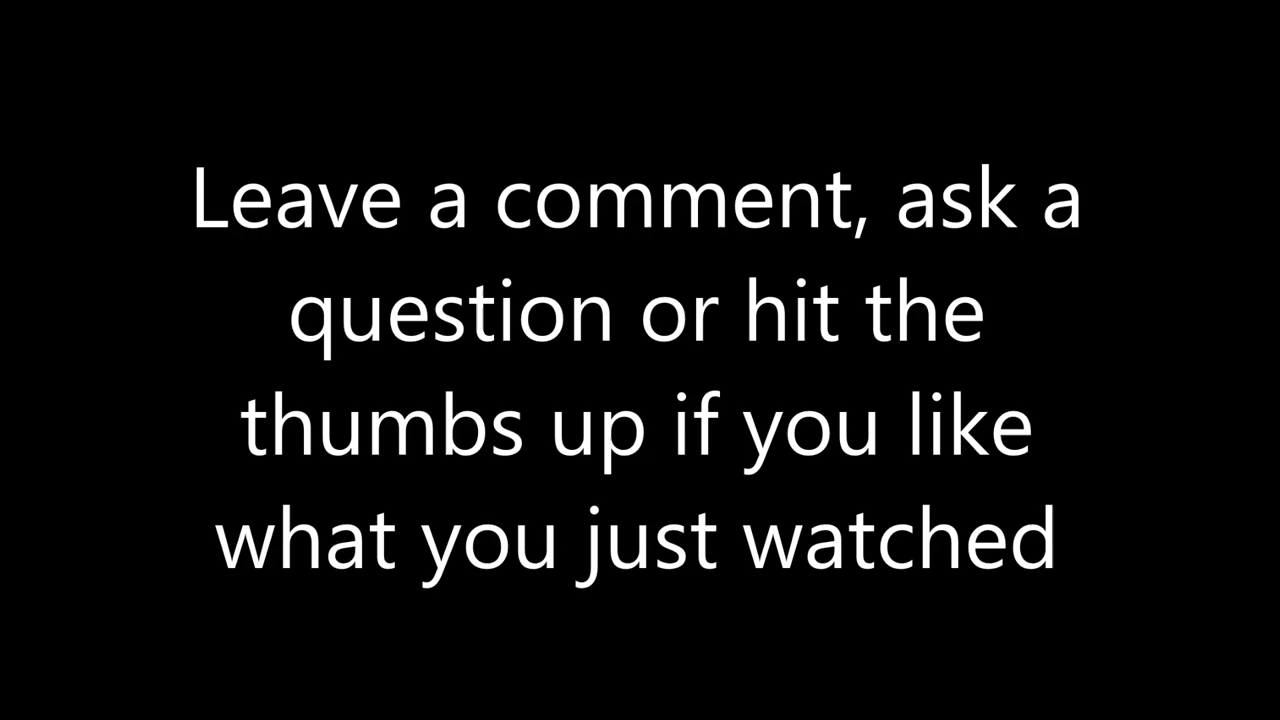 Leave a comment, ask a
question or hit the
thumbs up if you like
what you just watched